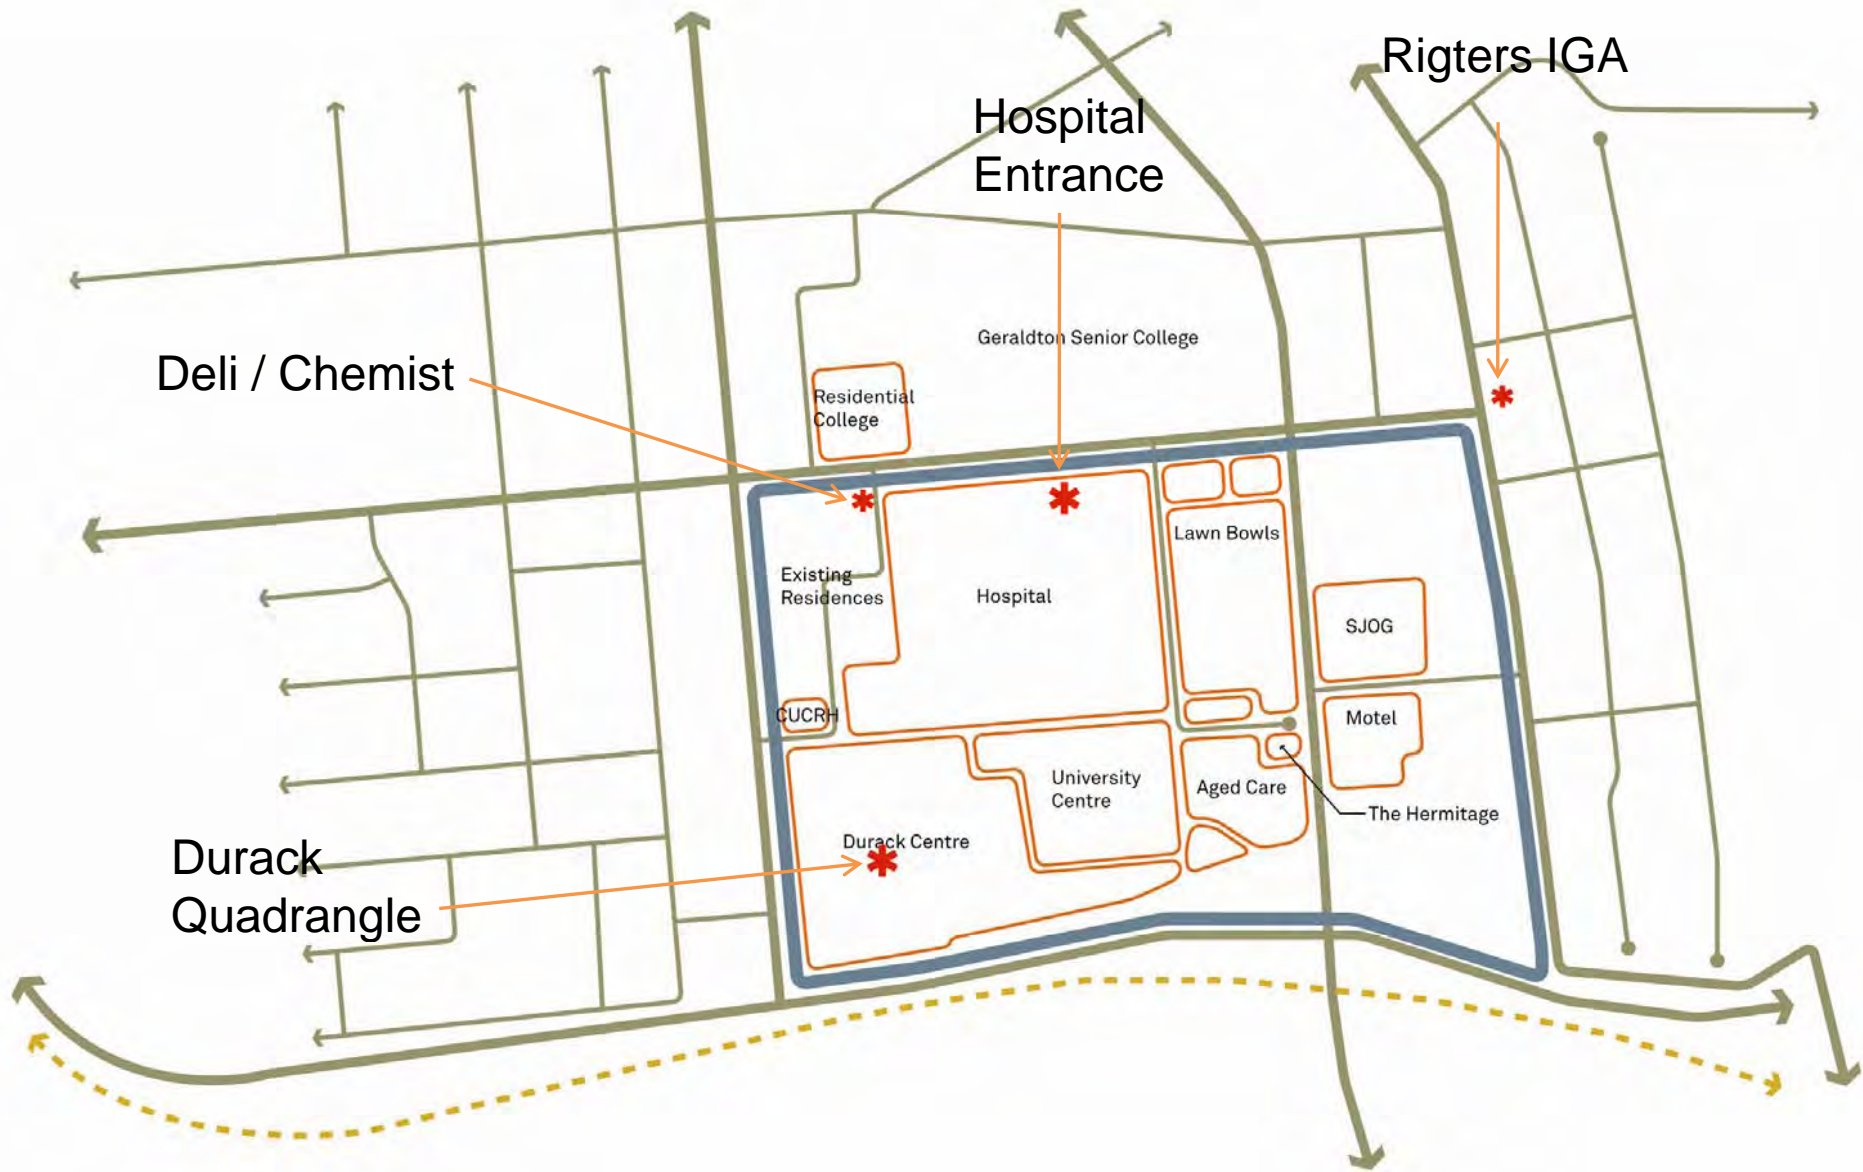 Rigters IGA
Hospital
Entrance
Geraldton Senior College
Deli / Chemist
Residential
College
Lawn Bowls
Existing
Residences
Hospital
SJOG
CUCRH
Motel
University
Centre
Aged Care
The Hermitage
Durack Centre
Durack
Quadrangle